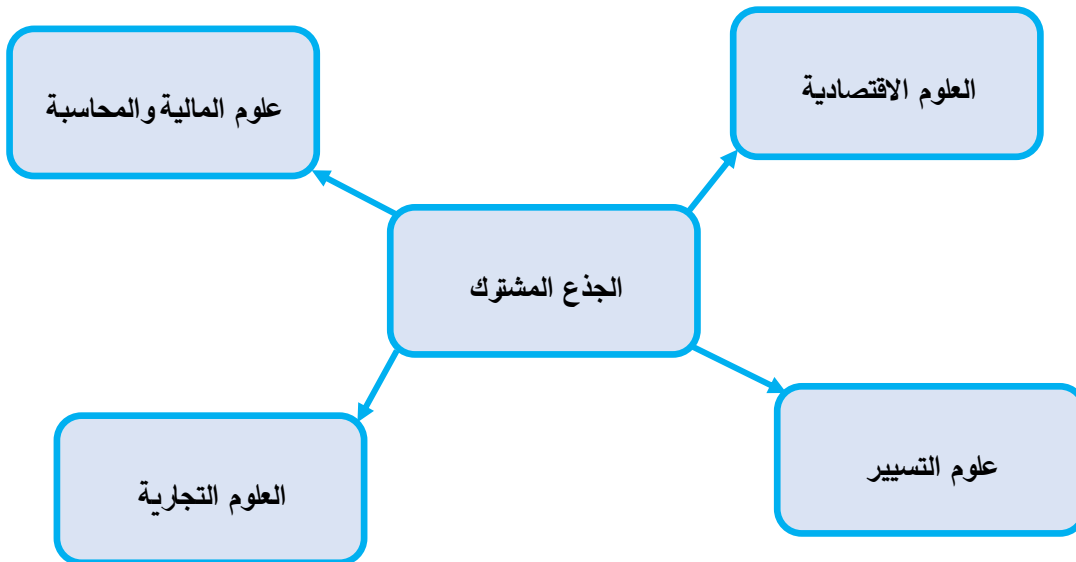 العلوم الاقتصادية
علوم المالية والمحاسبة
الجذع المشترك
علوم التسيير
العلوم التجارية